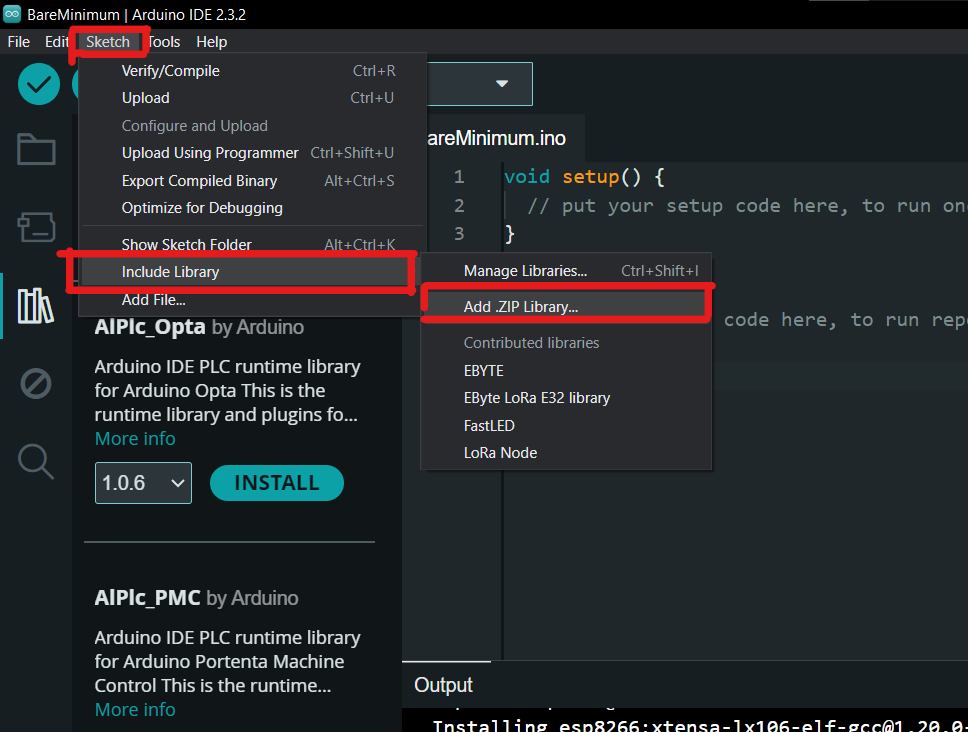 BareMinimum | Arduino IDE 2.3.2
File Edit Sketch Tools Help
Verify/Compile Ctrl+R
Upload Ctrl+U
Configure and Upload
Upload Using Programmer Ctrl+Shift+U
Export Compiled Binary Alt+Ctrl+S
Optimize for Debugging
Show Sketch Folder Alt+Ctrl+K
Include Library
Add File...
Manage Libraries... Ctrl+Shift+I
Add .ZIP Library...
Contributed libraries
EBYTE
EByte LoRa E32 library
FastLED
LoRa Node
AlPlc_Opta by Arduino
Arduino IDE PLC runtime library
for Arduino Opta This is the
runtime library and plugins fo...
More info
1.0.6 INSTALL
AlPlc_PMC by Arduino
Arduino IDE PLC runtime library
for Arduino Portenta Machine
Control This is the runtime...
More info
areMinimum.ino
1 void setup() {
2 // put your setup code here, to run
3 }
code here, to run
Output
Installing esp8266:xtensa-lx106-elf-gcc@1.20.0-